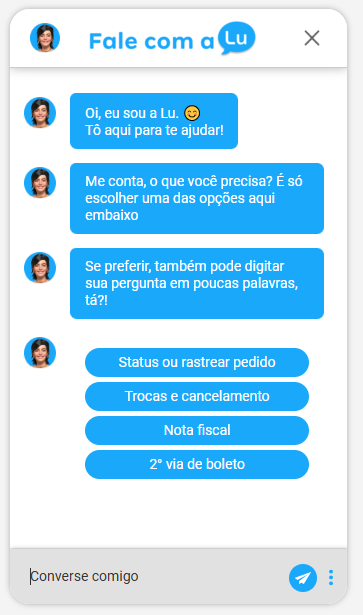 Fale com a Lu
Oi, eu sou a Lu. 😊
Tô aqui para te ajudar!
Me conta, o que você precisa? É só
escolher uma das opções aqui
embaixo
Se preferir, também pode digitar
sua pergunta em poucas palavras,
tá?!
Status ou rastrear pedido
Trocas e cancelamento
Nota fiscal
2° via de boleto
Converse comigo